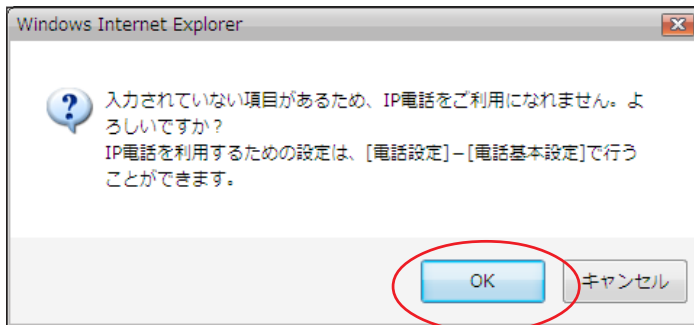 Windows Internet Explorer
入力されていない項目があるため、IP電話をご利用になれません。よ
ろしいですか？
IP電話を利用するための設定は、[電話設定]－[電話基本設定]で行う
ことができます。
OK
キャンセル